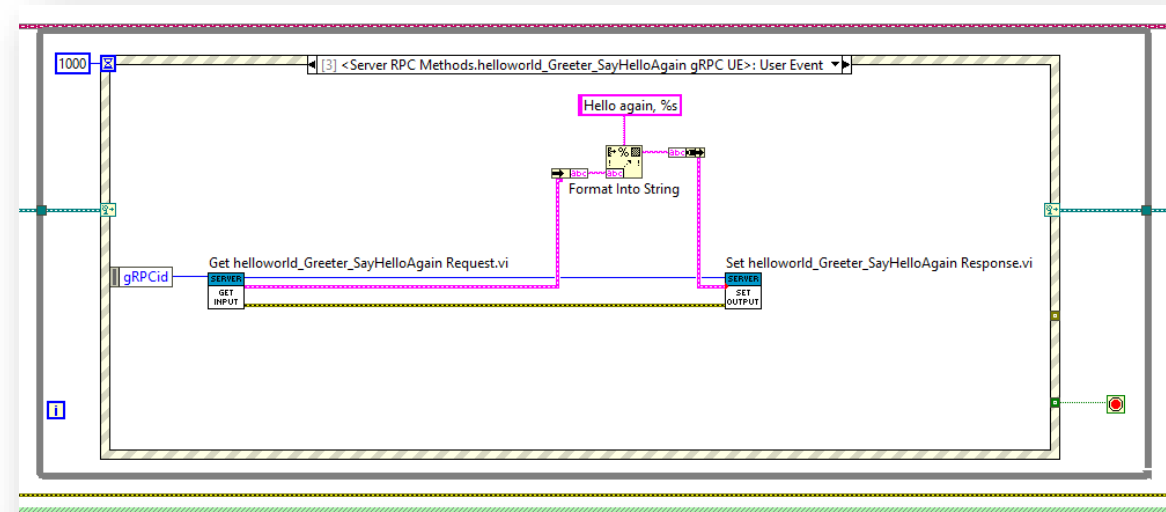 1000
[3] <Server RPC Methods.helloworld_Greeter_SayHelloAgain gRPC UE>: User Event
Hello again, %s
abc
abc abc
Format Into String
gRPCid
Get helloworld_Greeter_SayHelloAgain Request.vi
SERVER
GET
INPUT
Set helloworld_Greeter_SayHelloAgain Response.vi
SERVER
SET
OUTPUT
i